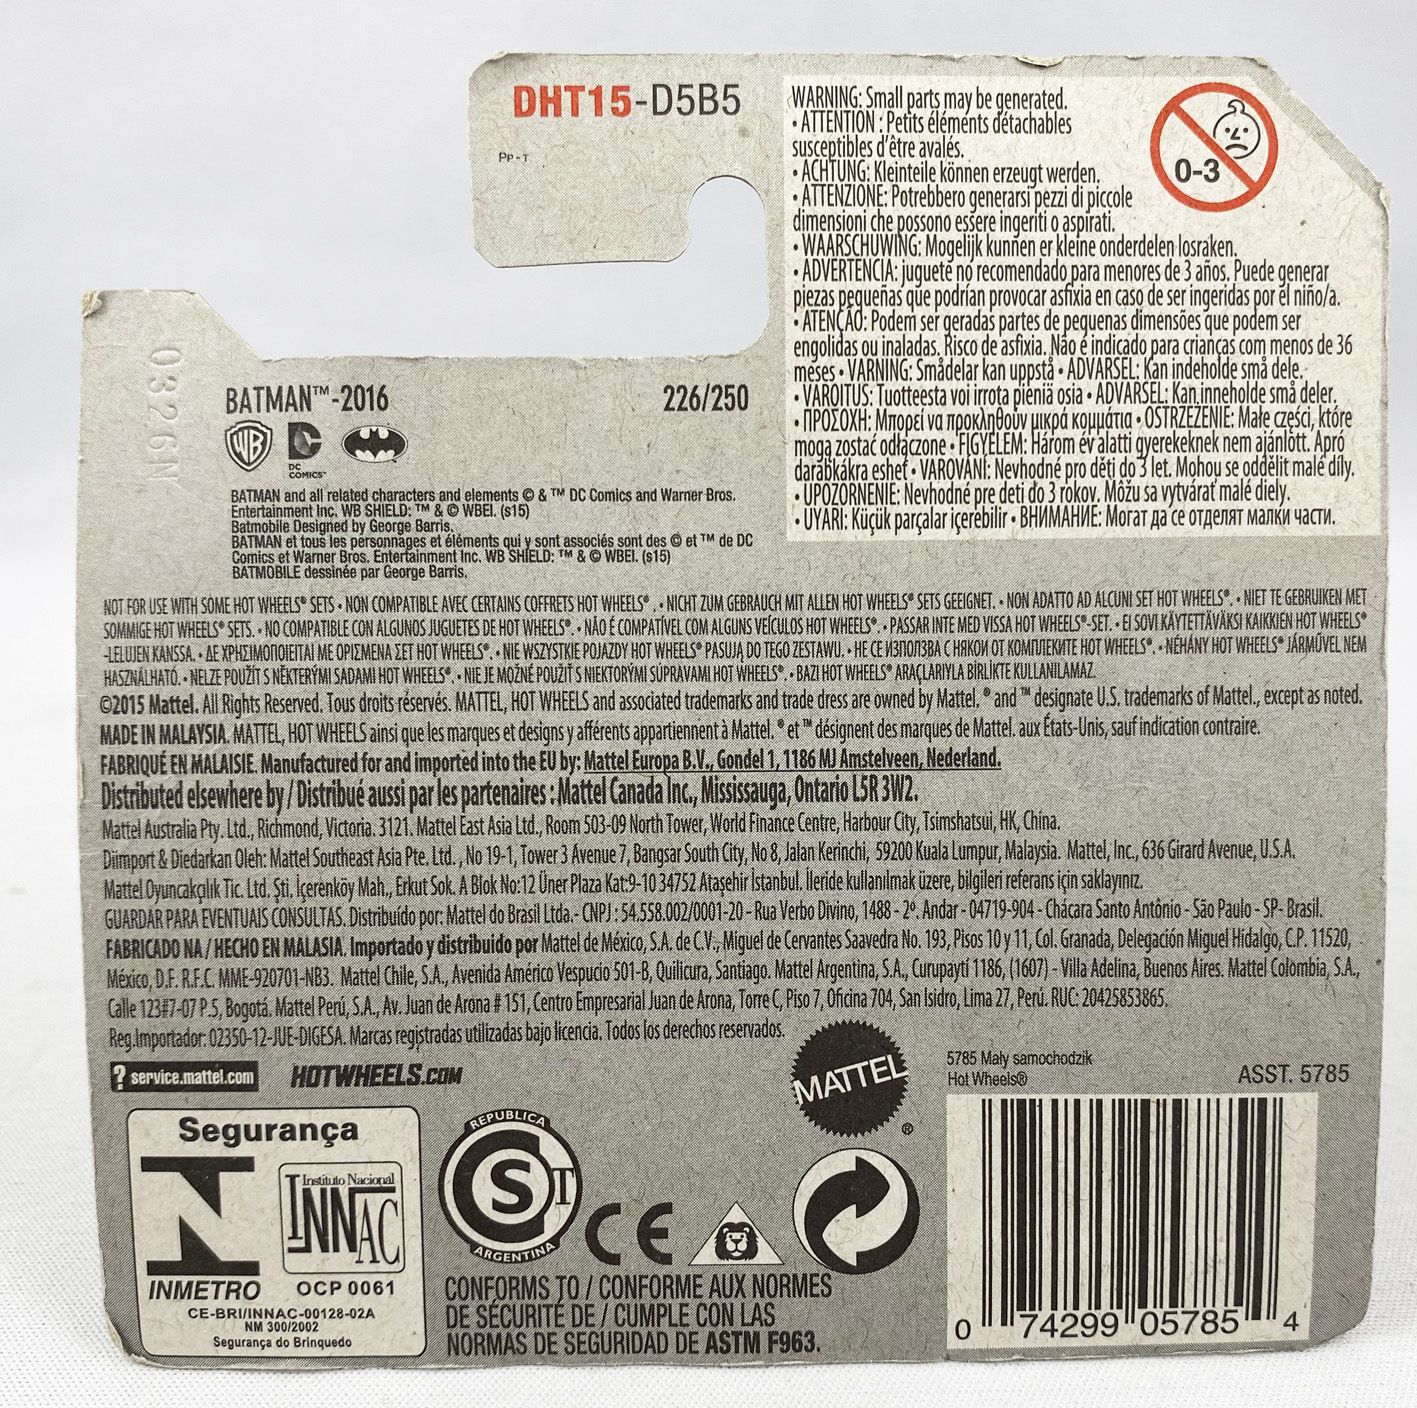 DHT15-D5B5
PP-T
WARNING: Small parts may be generated.
• ATTENTION : Petits éléments détachables
susceptibles d'être avalés.
• ACHTUNG: Kleinteile können erzeugt werden.
• ATTENZIONE: Potrebbero generarsi pezzi di piccole
dimensioni che possono essere ingeriti o aspirati.
• WAARSCHUWING: Mogelijk kunnen er kleine onderdelen losraken.
• ADVERTENCIA: juguete no recomendado para menores de 3 años. Puede generar
piezas pequeñas que podrían provocar asfixia en caso de ser ingeridas por el niño/a.
• ATENÇÃO: Podem ser geradas partes de pequenas dimensões que podem ser
engolidas ou inaladas. Risco de asfixia. Não é indicado para crianças com menos de 36
meses • VARNING: Smådelar kan uppstå • ADVARSEL: Kan indeholde små dele.
• VAROITUS: Tuotteesta voi irrota pieniä osia • ADVARSEL: Kan inneholde små deler.
• ΠΡΟΣΟΧΗ: Μπορεί να προκληθούν μικρά κομμάτια • OSTRZEŻENIE: Małe części, które
mogą zostać odłączone • FIGYELEM: Három év alatti gyerekeknek nem ajánlott. Apró
darabkákra eshet • VAROVÁNÍ: Nevhodné pro děti do 3 let. Mohou se oddělit malé díly.
• UPOZORNENIE: Nevhodné pre deti do 3 rokov. Môžu sa vytvárať malé diely.
• UYARI: Küçük parçalar içerebilir • ВНИМАНИЕ: Могат да се отделят малки части.
0-3
0326N
BATMAN™-2016
226/250
WB
DC
COMICS™
BATMAN and all related characters and elements © & ™ DC Comics and Warner Bros.
Entertainment Inc. WB SHIELD: ™ & © WBEI. (s15)
Batmobile Designed by George Barris.
BATMAN et tous les personnages et éléments qui y sont associés sont des © et ™ de DC
Comics et Warner Bros. Entertainment Inc. WB SHIELD: ™ & © WBEI. (s15)
BATMOBILE dessinée par George Barris.
NOT FOR USE WITH SOME HOT WHEELS® SETS • NON COMPATIBLE AVEC CERTAINS COFFRETS HOT WHEELS® . • NICHT ZUM GEBRAUCH MIT ALLEN HOT WHEELS® SETS GEEIGNET. • NON ADATTO AD ALCUNI SET HOT WHEELS®. • NIET TE GEBRUIKEN MET
SOMMIGE HOT WHEELS® SETS. • NO COMPATIBLE CON ALGUNOS JUGUETES DE HOT WHEELS®. • NÃO É COMPATÍVEL COM ALGUNS VEÍCULOS HOT WHEELS®. • PASSAR INTE MED VISSA HOT WHEELS®-SET. • EI SOVI KÄYTETTÄVÄKSI KAIKKIEN HOT WHEELS®
-LELUJEN KANSSA. • ΔΕ ΧΡΗΣΙΜΟΠΟΙΕΙΤΑΙ ΜΕ ΟΡΙΣΜΕΝΑ ΣΕΤ HOT WHEELS®. • NIE WSZYSTKIE POJAZDY HOT WHEELS® PASUJĄ DO TEGO ZESTAWU. • НЕ СЕ ИЗПОЛЗВА С НЯКОИ ОТ КОМПЛЕКИТЕ HOT WHEELS®. • NÉHÁNY HOT WHEELS® JÁRMŰVEL NEM
HASZNÁLHATÓ. • NELZE POUŽÍT S NĚKTERÝMI SADAMI HOT WHEELS®. • NIE JE MOŽNÉ POUŽIŤ S NIEKTORÝMI SÚPRAVAMI HOT WHEELS®. • BAZI HOT WHEELS® ARAÇLARIYLA BİRLİKTE KULLANILAMAZ.
©2015 Mattel. All Rights Reserved. Tous droits réservés. MATTEL, HOT WHEELS and associated trademarks and trade dress are owned by Mattel. ® and ™ designate U.S. trademarks of Mattel., except as noted.
MADE IN MALAYSIA. MATTEL, HOT WHEELS ainsi que les marques et designs y afférents appartiennent à Mattel. ® et ™ désignent des marques de Mattel. aux États-Unis, sauf indication contraire.
FABRIQUÉ EN MALAISIE. Manufactured for and imported into the EU by: Mattel Europa B.V., Gondel 1, 1186 MJ Amstelveen, Nederland.
Distributed elsewhere by / Distribué aussi par les partenaires : Mattel Canada Inc., Mississauga, Ontario L5R 3W2.
Mattel Australia Pty. Ltd., Richmond, Victoria. 3121. Mattel East Asia Ltd., Room 503-09 North Tower, World Finance Centre, Harbour City, Tsimshatsui, HK, China.
Diimport & Diedarkan Oleh: Mattel Southeast Asia Pte. Ltd. , No 19-1, Tower 3 Avenue 7, Bangsar South City, No 8, Jalan Kerinchi, 59200 Kuala Lumpur, Malaysia. Mattel, Inc., 636 Girard Avenue, U.S.A.
Mattel Oyuncakçılık Tic. Ltd. Şti. İçerenköy Mah., Erkut Sok. A Blok No:12 Üner Plaza Kat:9-10 34752 Ataşehir İstanbul. İleride kullanılmak üzere, bilgileri referans için saklayınız.
GUARDAR PARA EVENTUAIS CONSULTAS. Distribuído por: Mattel do Brasil Ltda.- CNPJ : 54.558.002/0001-20 - Rua Verbo Divino, 1488 - 2º. Andar - 04719-904 - Chácara Santo Antônio - São Paulo - SP- Brasil.
FABRICADO NA / HECHO EN MALASIA. Importado y distribuido por Mattel de México, S.A. de C.V., Miguel de Cervantes Saavedra No. 193, Pisos 10 y 11, Col. Granada, Delegación Miguel Hidalgo, C.P. 11520,
México, D.F. R.F.C. MME-920701-NB3. Mattel Chile, S.A., Avenida Américo Vespucio 501-B, Quilicura, Santiago. Mattel Argentina, S.A., Curupaytí 1186, (1607) - Villa Adelina, Buenos Aires. Mattel Colombia, S.A.,
Calle 123#7-07 P.5, Bogotá. Mattel Perú, S.A., Av. Juan de Arona # 151, Centro Empresarial Juan de Arona, Torre C, Piso 7, Oficina 704, San Isidro, Lima 27, Perú. RUC: 20425853865.
Reg.Importador: 02350-12-JUE-DIGESA. Marcas registradas utilizadas bajo licencia. Todos los derechos reservados.
? service.mattel.com
HOTWHEELS.COM
MATTEL®
5785 Mały samochodzik
Hot Wheels®
ASST. 5785
Segurança
INMETRO
Instituto Nacional
INNAC
OCP 0061
CE-BRI/INNAC-00128-02A
NM 300/2002
Segurança do Brinquedo
REPUBLICA
S T
ARGENTINA
CE
CONFORMS TO / CONFORME AUX NORMES
DE SÉCURITÉ DE / CUMPLE CON LAS
NORMAS DE SEGURIDAD DE ASTM F963.
0 74299 05785 4